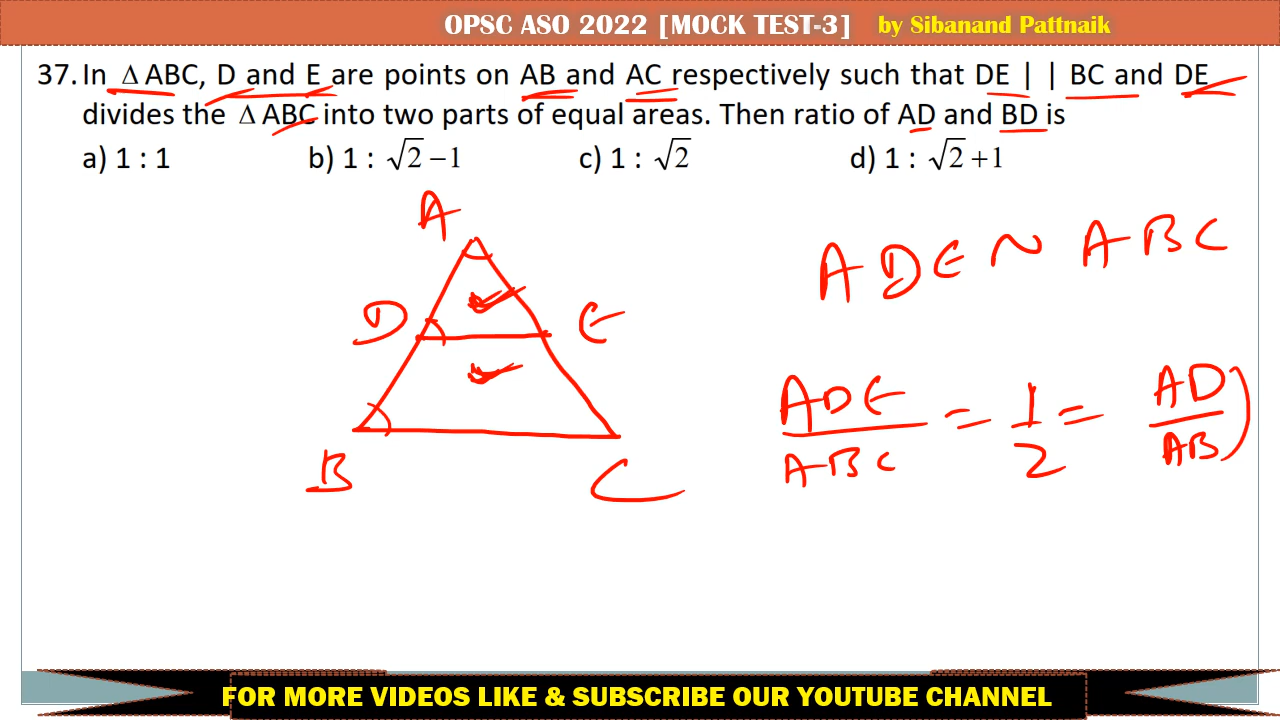 OPSC ASO 2022 [MOCK TEST-3] by Sibanand Pattnaik
37. In Δ ABC, D and E are points on AB and AC respectively such that DE | | BC and DE
divides the Δ ABC into two parts of equal areas. Then ratio of AD and BD is
a) 1 : 1 b) 1 : √2 − 1 c) 1 : √2 d) 1 : √2 + 1
A
ADE ~ ABC
D E
ADE/ABC = 1/2 = AD/AB)
B C
FOR MORE VIDEOS LIKE & SUBSCRIBE OUR YOUTUBE CHANNEL